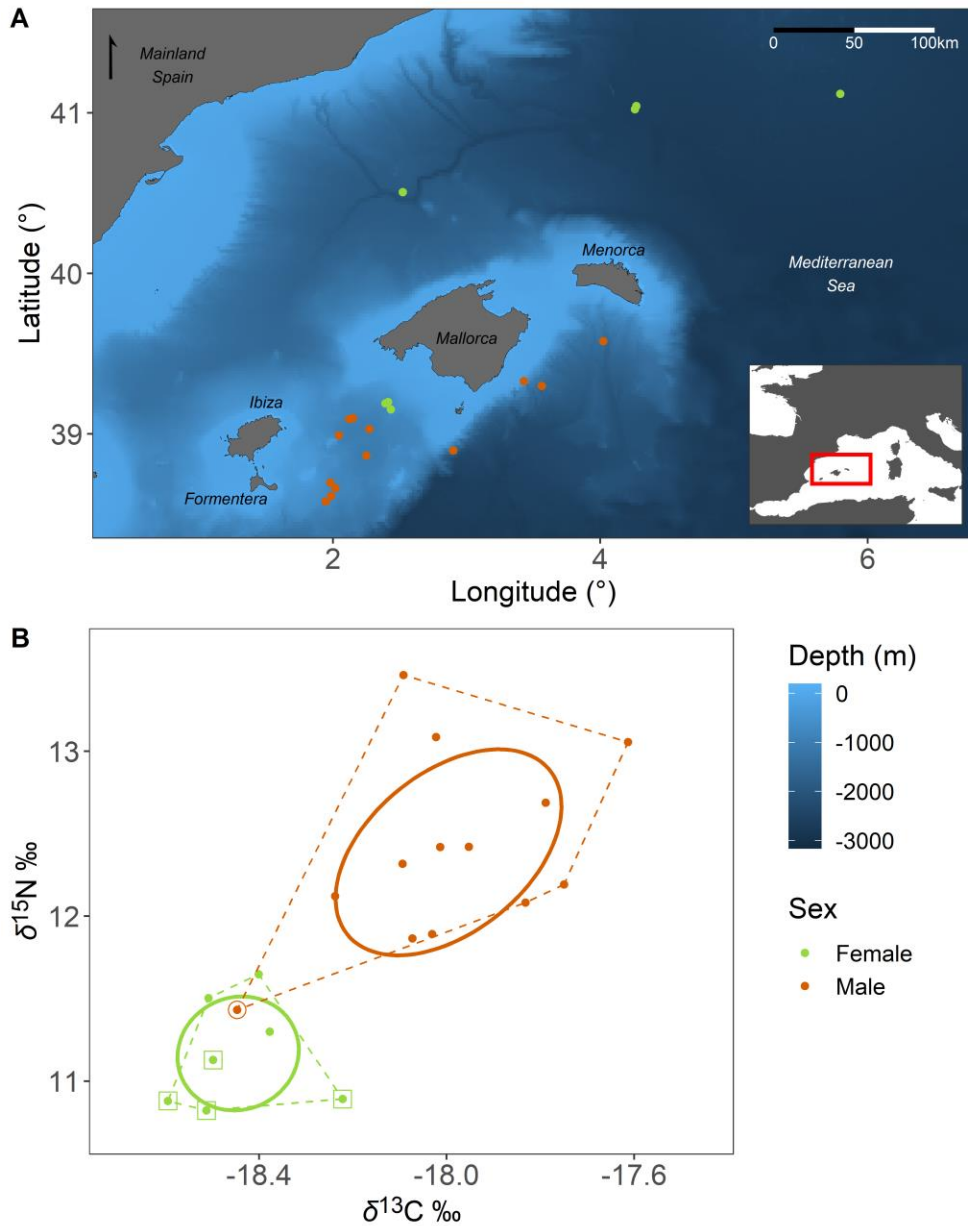 A
Mainland
Spain
0 50 100km
41
40
39
Latitude (°)
Menorca
Mediterranean
Sea
Mallorca
Ibiza
Formentera
2 4 6
Longitude (°)
B
13
12
11
δ¹⁵N ‰
-18.4 -18.0 -17.6
δ¹³C ‰
Depth (m)
0
-1000
-2000
-3000
Sex
Female
Male